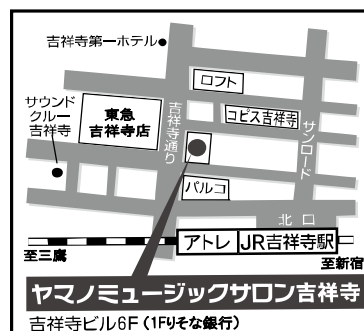 吉祥寺第一ホテル
ロフト
サウンド
クルー
吉祥寺
東急
吉祥寺店
吉祥寺通り
コピス吉祥寺
サンロード
パルコ
北口
アトレ JR吉祥寺駅
至三鷹
至新宿
ヤマノミュージックサロン吉祥寺
吉祥寺ビル6F (1Fりそな銀行)